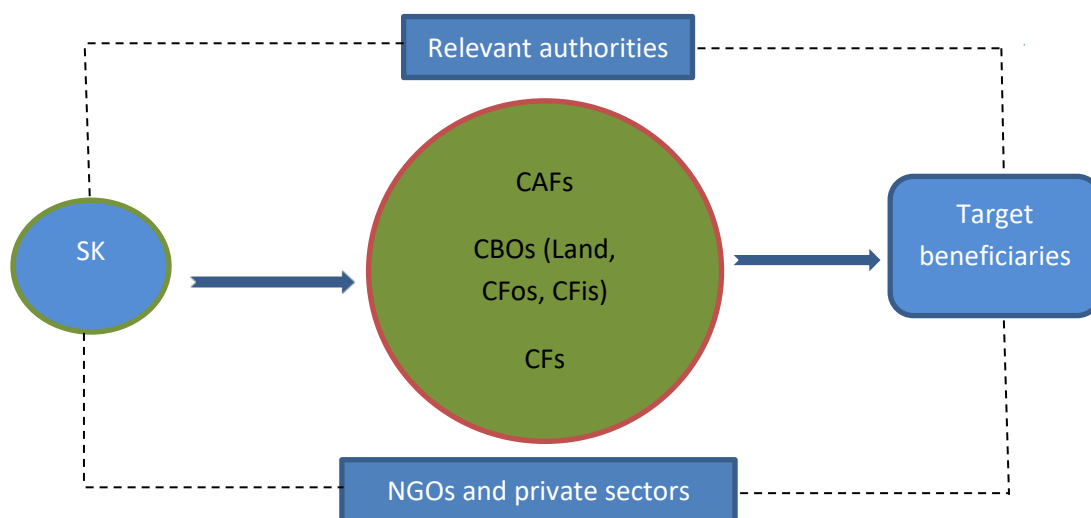 Relevant authorities
SK
CAFs
CBOs (Land,
CFos, CFis)
CFs
Target
beneficiaries
NGOs and private sectors